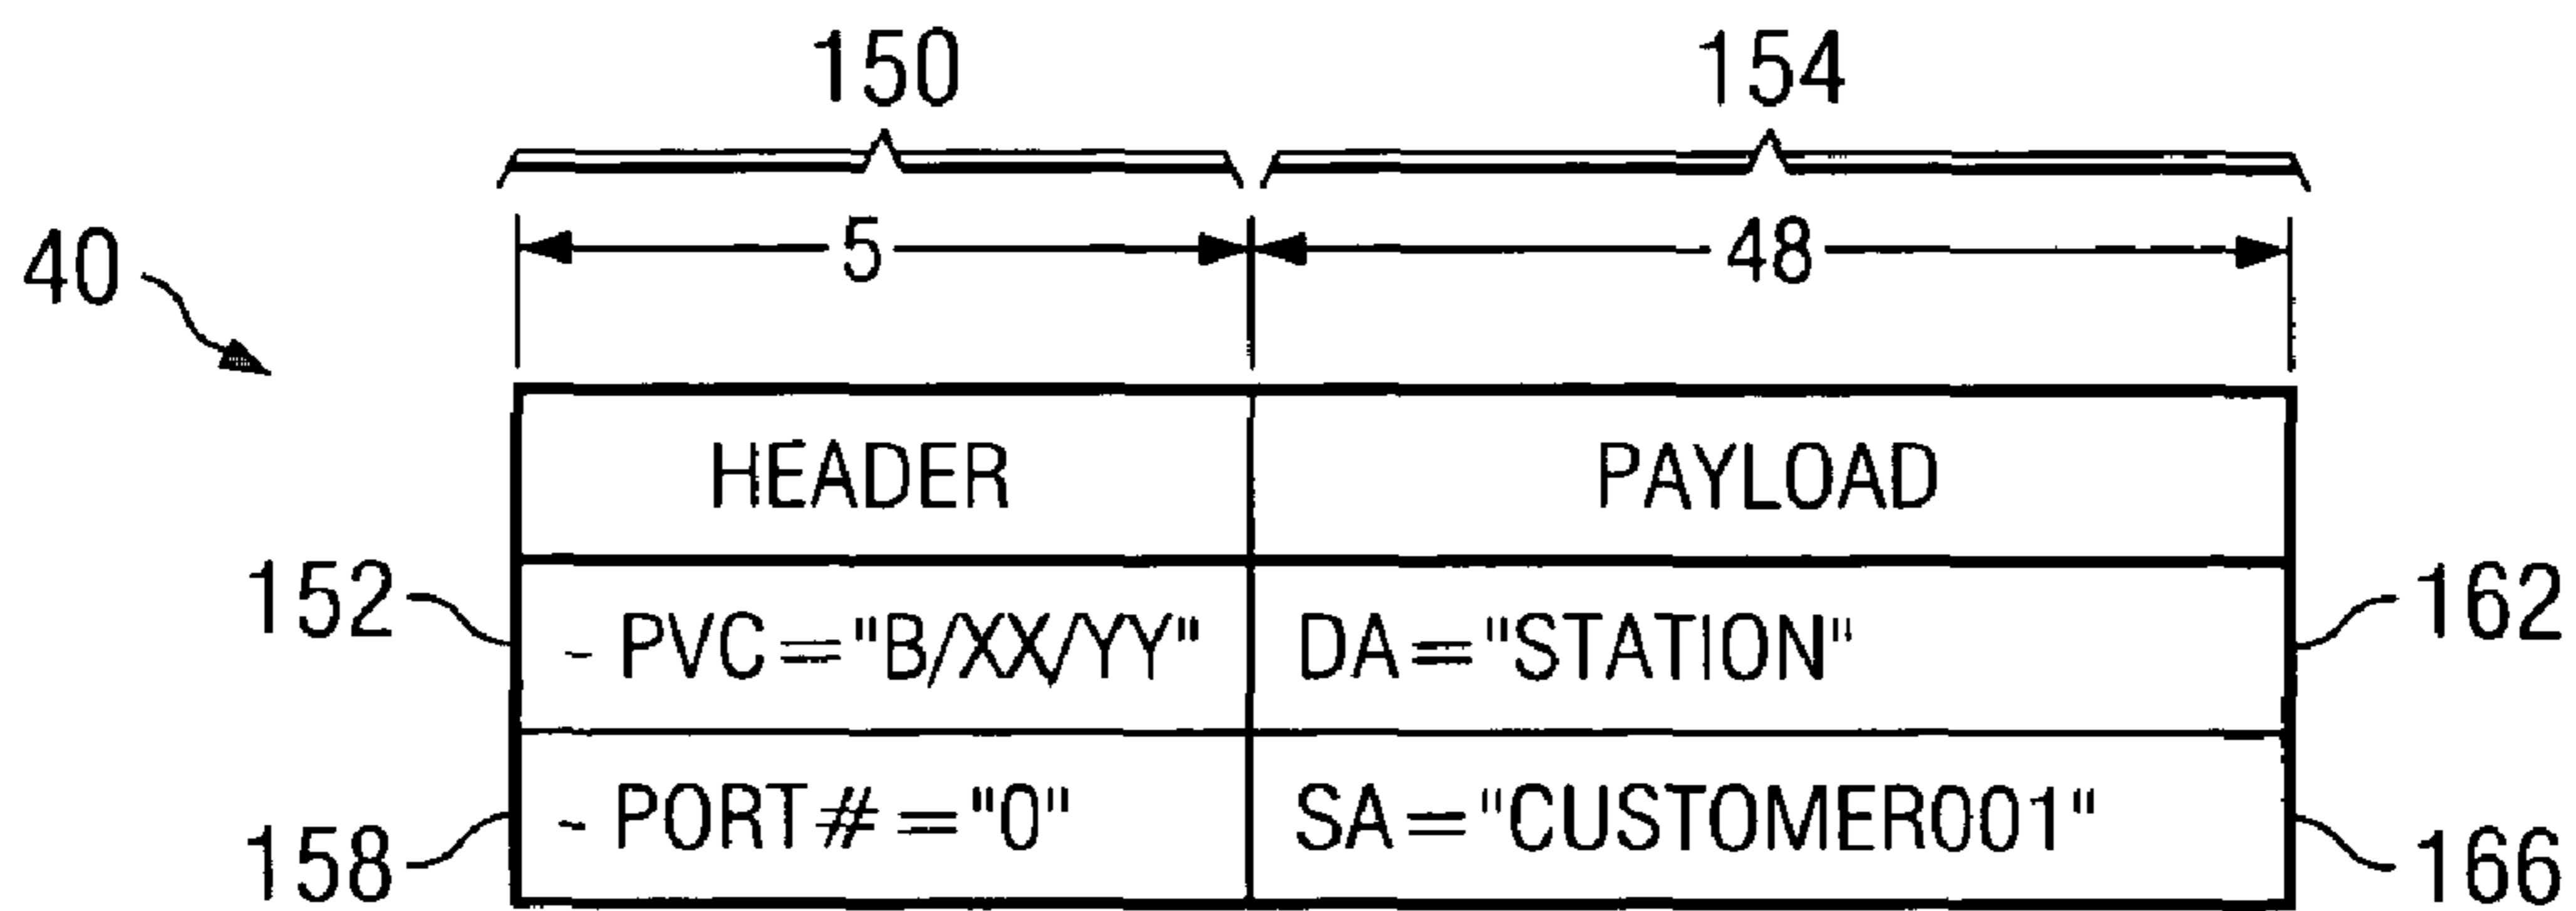 150 154
5 48
40
HEADER PAYLOAD
152 - PVC="B/XX/YY" DA="STATION" 162
158 - PORT#="0" SA="CUSTOMER001" 166